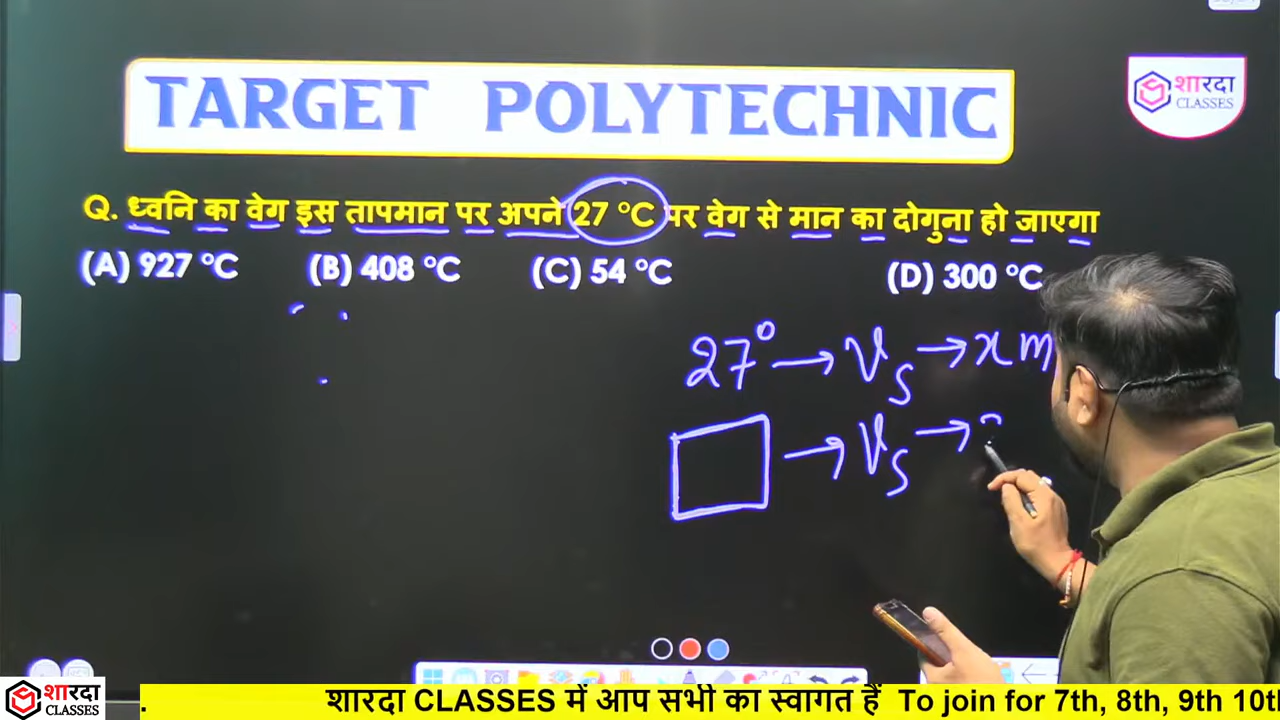 TARGET POLYTECHNIC
शारदा
CLASSES
Q. ध्वनि का वेग इस तापमान पर अपने 27 °C पर वेग से मान का दोगुना हो जाएगा
(A) 927 °C (B) 408 °C (C) 54 °C (D) 300 °C
27° → Vs → x m
→ Vs →
शारदा
CLASSES
. शारदा CLASSES में आप सभी का स्वागत हैं To join for 7th, 8th, 9th 10th